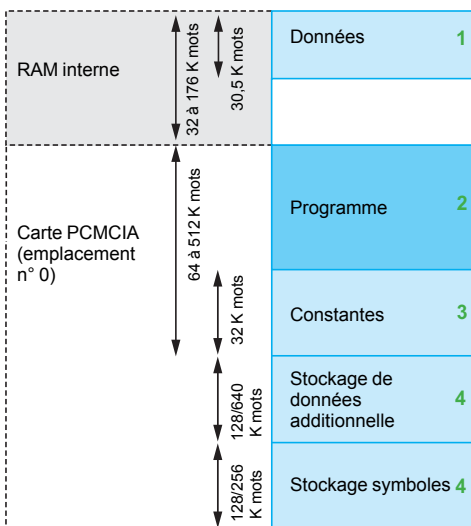 RAM interne
32 à 176 K mots
30,5 K mots
Données 1
Carte PCMCIA
(emplacement
n° 0)
64 à 512 K mots
Programme 2
32 K mots
Constantes 3
128/640
K mots
Stockage de
données 4
additionnelle
128/256
K mots
Stockage symboles 4